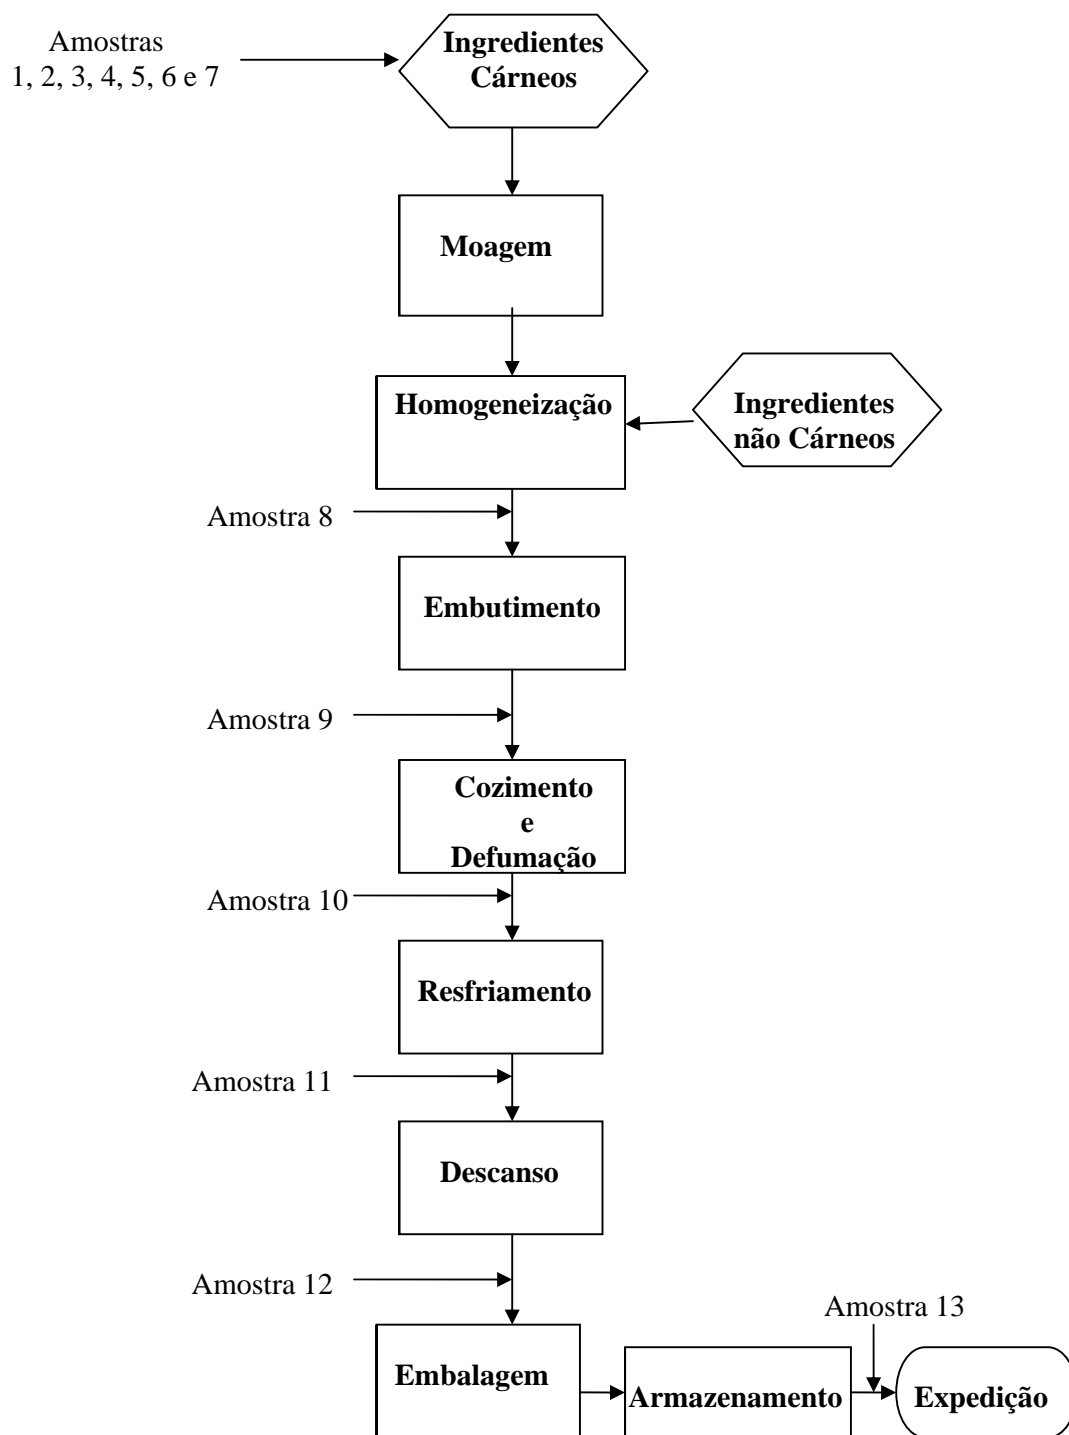 Amostras
1, 2, 3, 4, 5, 6 e 7
Ingredientes
Cárneos
Moagem
Homogeneização
Ingredientes
não Cárneos
Amostra 8
Embutimento
Amostra 9
Cozimento
e
Defumação
Amostra 10
Resfriamento
Amostra 11
Descanso
Amostra 12
Embalagem
Armazenamento
Amostra 13
Expedição